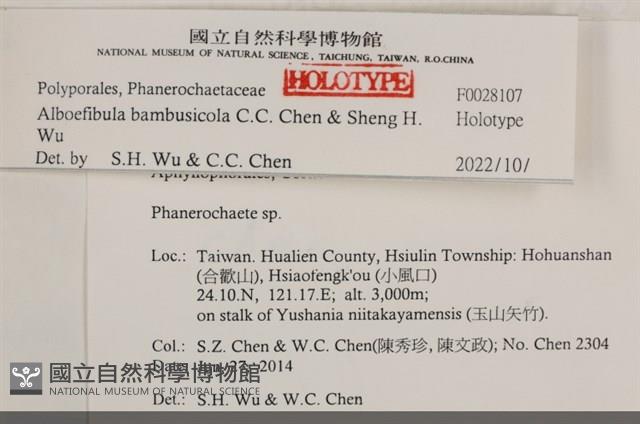 國立自然科學博物館
NATIONAL MUSEUM OF NATURAL SCIENCE, TAICHUNG, TAIWAN, R.O.CHINA
HOLOTYPE
Polyporales, Phanerochaetaceae
F0028107
Alboefibula bambusicola C.C. Chen & Sheng H. Wu
Holotype
Det. by S.H. Wu & C.C. Chen
2022/10/
Phanerochaete sp.
Loc.: Taiwan. Hualien County, Hsiulin Township: Hohuanshan
(合歡山), Hsiaofengk'ou (小風口)
24.10.N, 121.17.E; alt. 3,000m;
on stalk of Yushania niitakayamensis (玉山矢竹).
Col.: S.Z. Chen & W.C. Chen(陳秀珍, 陳文政); No. Chen 2304
27, 2014
Det.: S.H. Wu & W.C. Chen
國立自然科學博物館
NATIONAL MUSEUM OF NATURAL SCIENCE